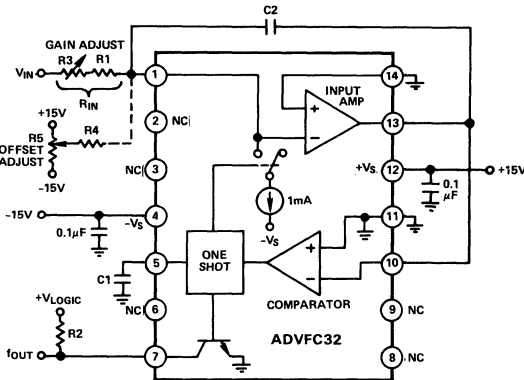 C2
GAIN ADJUST
R3 R1
VIN
RIN
+15V
R5
OFFSET
ADJUST
R4
-15V
-15V
0.1µF
C1
+VLOGIC
R2
fOUT
1
2 NC
3
NC
4
-VS
5
6
NC
7
14
INPUT
AMP
+
-
13
+VS
12
+15V
0.1
µF
1mA
-VS
11
ONE
SHOT
+
-
10
COMPARATOR
9 NC
ADVFC32
8 NC